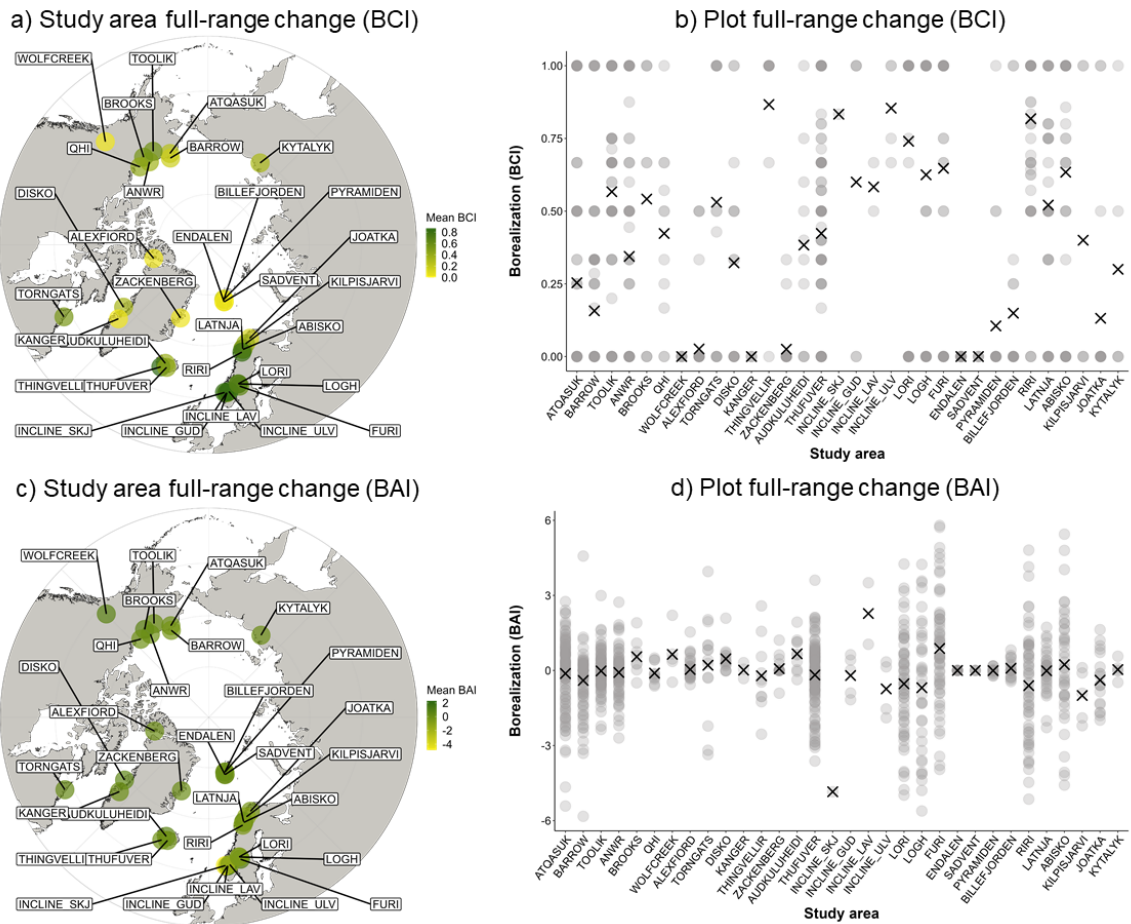 a) Study area full-range change (BCI)
WOLFCREEK
TOOLIK
BROOKS
ATQASUK
QHI
BARROW
KYTALYK
ANWR
DISKO
BILLEFJORDEN
PYRAMIDEN
ALEXFIORD
ENDALEN
JOATKA
ZACKENBERG
SADVENT
KILPISJARVI
TORNGATS
LATNJA
ABISKO
KANGER
UDKULUHEIDI
RIRI
LORI
THINGVELLI
THUFUVER
LOGH
INCLINE_LAV
INCLINE_SKJ
INCLINE_GUD
INCLINE_ULV
FURI
Mean BCI
0.8
0.6
0.4
0.2
0.0
b) Plot full-range change (BCI)
Borealization (BCI)
1.00
0.75
0.50
0.25
0.00
ATQASUK
BARROW
TOOLIK
ANWR
BROOKS
QHI
WOLFCREEK
ALEXFIORD
TORNGATS
DISKO
KANGER
THINGVELLIR
ZACKENBERG
AUDKULUHEIDI
THUFUVER
INCLINE_SKJ
INCLINE_GUD
INCLINE_LAV
INCLINE_ULV
LORI
LOGH
FURI
ENDALEN
SADVENT
PYRAMIDEN
BILLEFJORDEN
RIRI
LATNJA
ABISKO
KILPISJARVI
JOATKA
KYTALYK
Study area
c) Study area full-range change (BAI)
WOLFCREEK
TOOLIK
ATQASUK
BROOKS
KYTALYK
QHI
BARROW
PYRAMIDEN
DISKO
ANWR
BILLEFJORDEN
ALEXFIORD
JOATKA
ENDALEN
ZACKENBERG
SADVENT
KILPISJARVI
TORNGATS
LATNJA
ABISKO
KANGER
UDKULUHEIDI
RIRI
LORI
THINGVELLI
THUFUVER
LOGH
INCLINE_LAV
INCLINE_SKJ
INCLINE_GUD
INCLINE_ULV
FURI
Mean BAI
2
0
-2
-4
d) Plot full-range change (BAI)
Borealization (BAI)
6
3
0
-3
-6
ATQASUK
BARROW
TOOLIK
ANWR
BROOKS
QHI
WOLFCREEK
ALEXFIORD
TORNGATS
DISKO
KANGER
THINGVELLIR
ZACKENBERG
AUDKULUHEIDI
THUFUVER
INCLINE_SKJ
INCLINE_GUD
INCLINE_LAV
INCLINE_ULV
LORI
LOGH
FURI
ENDALEN
SADVENT
PYRAMIDEN
BILLEFJORDEN
RIRI
LATNJA
ABISKO
KILPISJARVI
JOATKA
KYTALYK
Study area